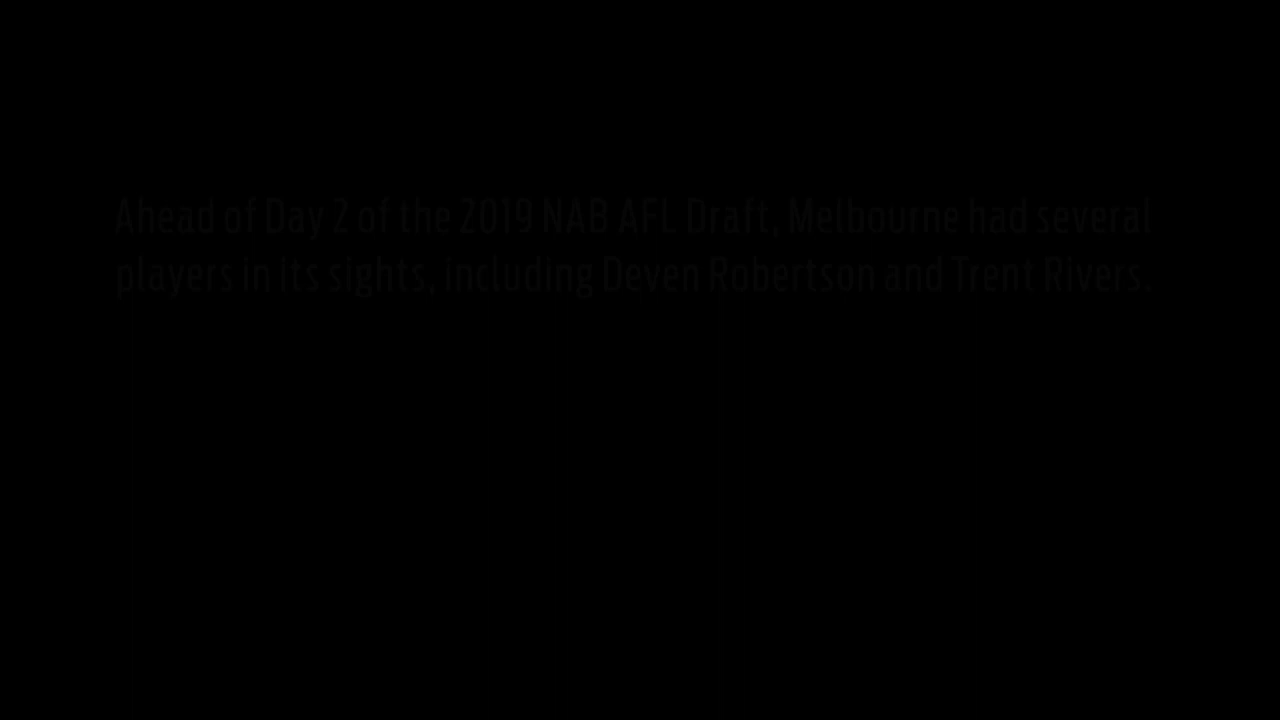 Ahead of Day 2 of the 2019 NAB AFL Draft, Melbourne had several
players in its sights, including Deven Robertson and Trent Rivers.